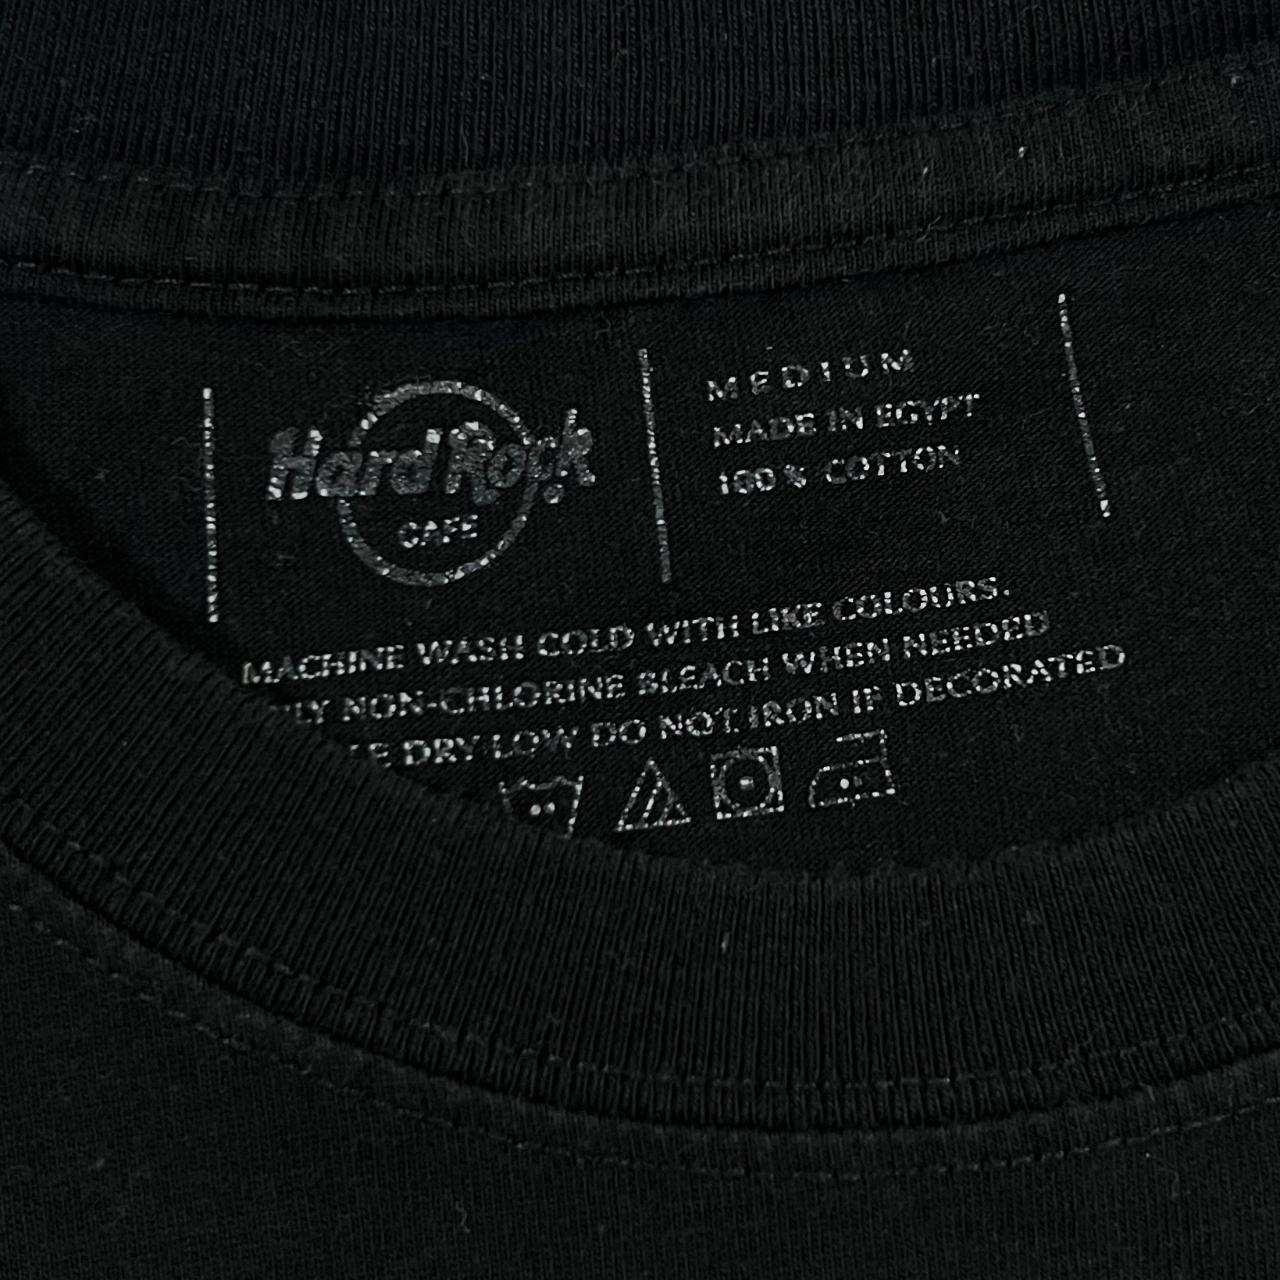 Hard Rock
CAFE
MEDIUM
MADE IN EGYPT
100% COTTON
MACHINE WASH COLD WITH LIKE COLOURS.
NON-CHLORINE BLEACH WHEN NEEDED
DRY LOW DO NOT IRON IF DECORATED